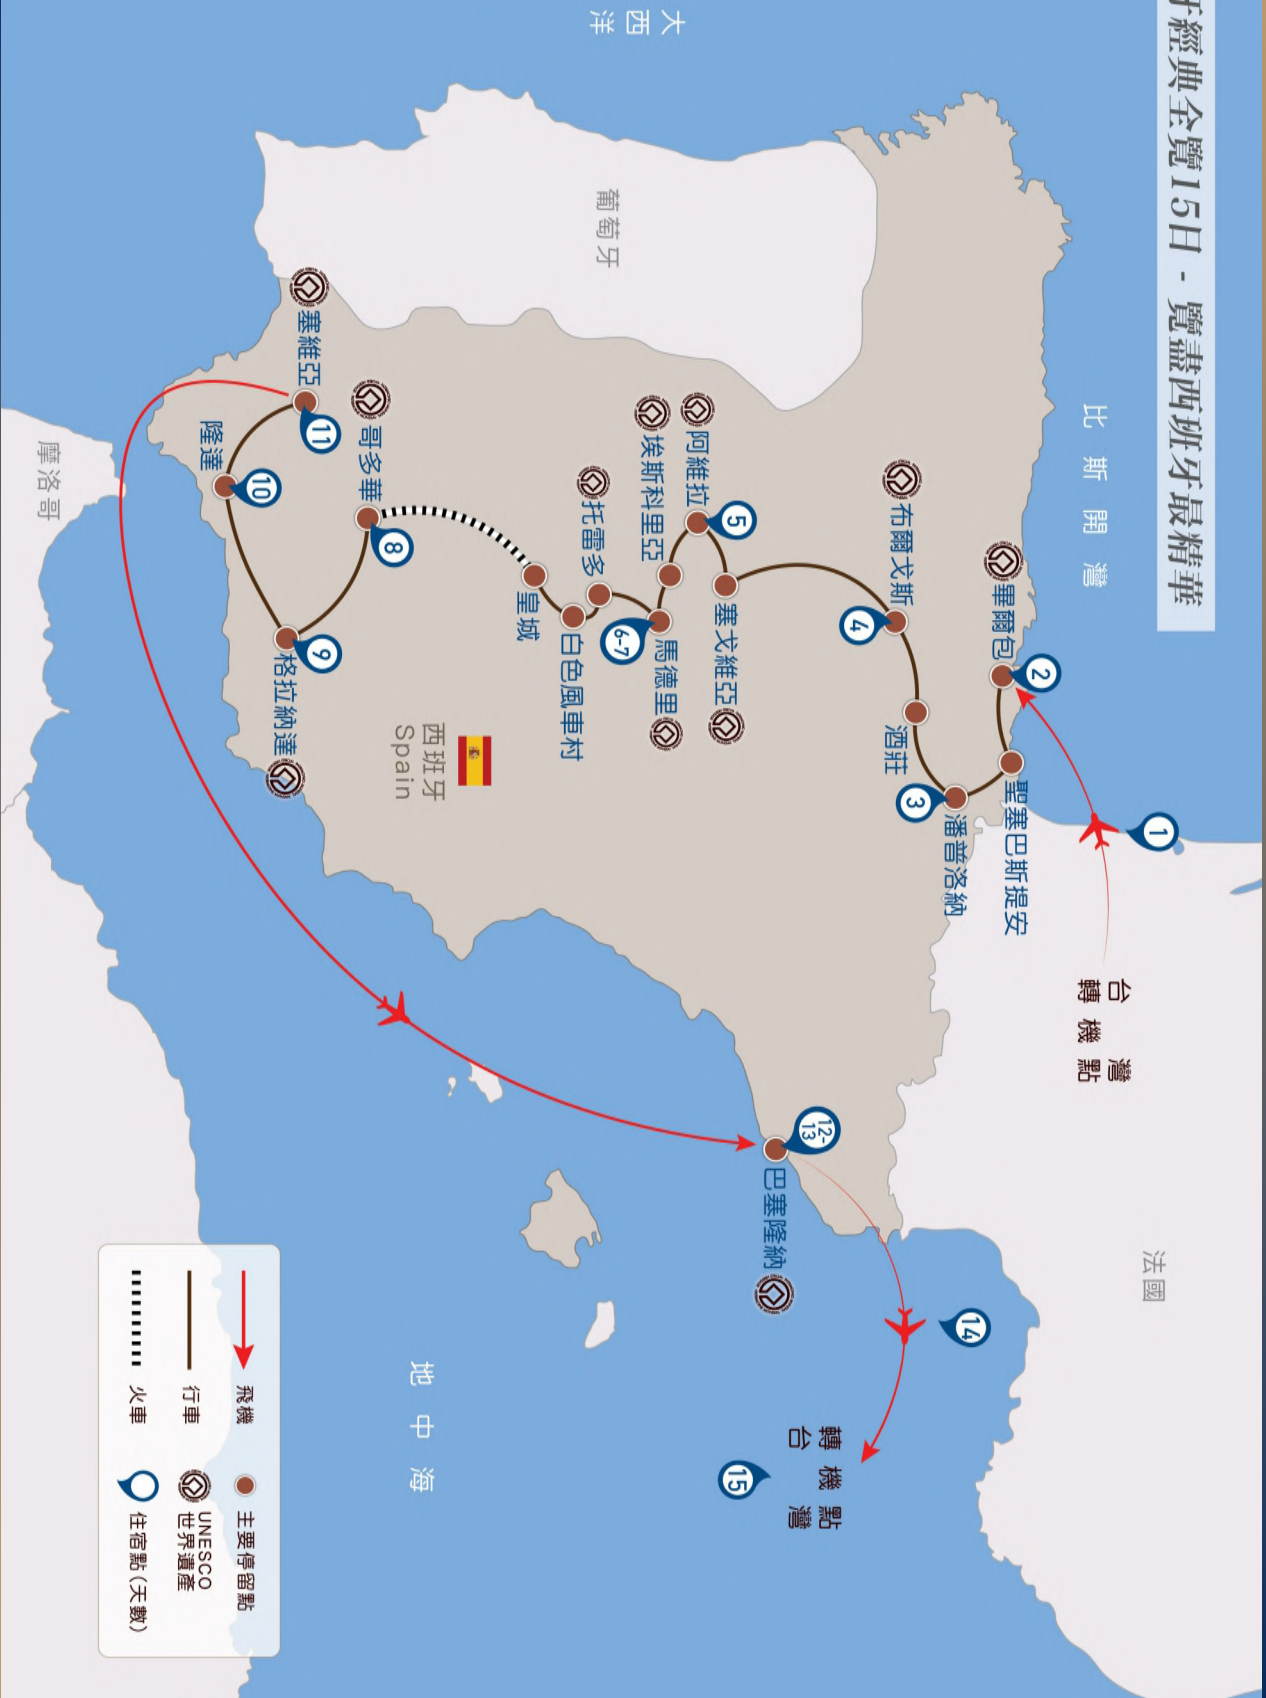 牙經典全覽15日 - 覽盡西班牙最精華
大西洋
比斯開灣
葡萄牙
法國
摩洛哥
地中海
西班牙
Spain
1
台灣
轉機點
2
畢爾包
聖塞巴斯提安
3
潘普洛納
酒莊
4
布爾戈斯
塞戈維亞
5
阿維拉
埃斯科里亞
6-7
馬德里
托雷多
白色風車村
皇城
8
哥多華
9
格拉納達
10
隆達
11
塞維亞
12-
13
巴塞隆納
14
轉機點
台灣
15
飛機
行車
火車
主要停留點
UNESCO
世界遺產
住宿點(天數)